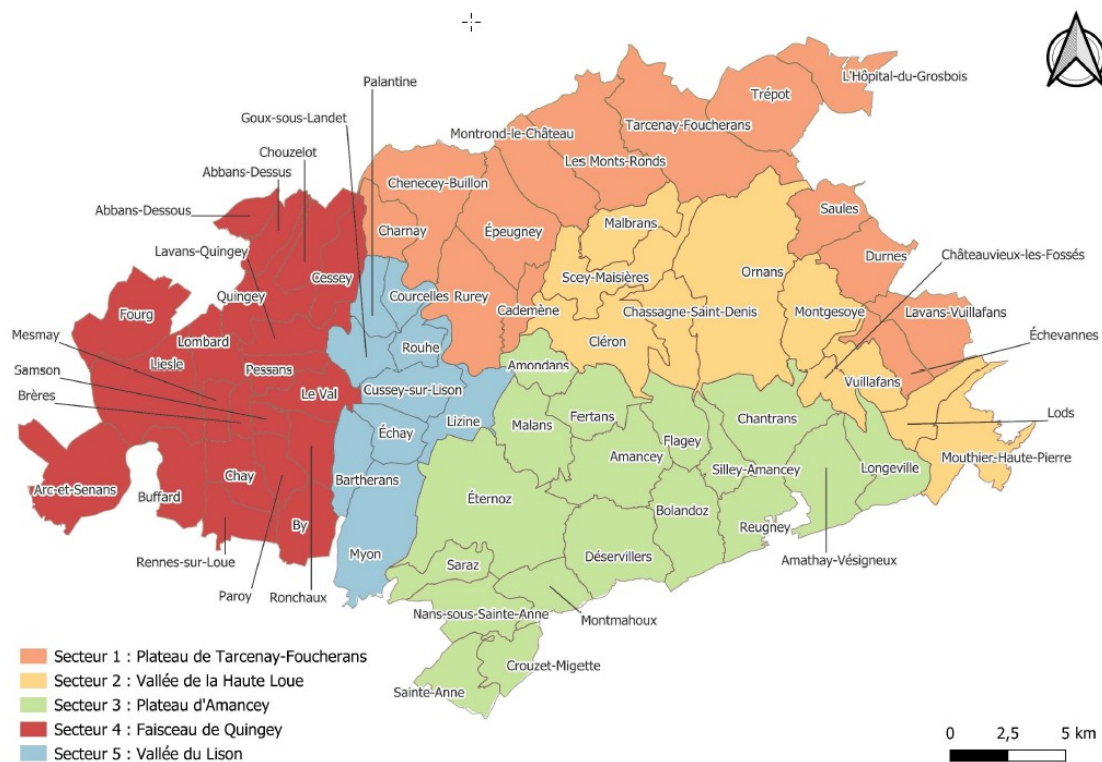 L'Hôpital-du-Grosbois
Trépot
Palantine
Tarcenay-Foucherans
Goux-sous-Landet
Montrond-le-Château
Chouzelot
Les Monts-Ronds
Abbans-Dessus
Chenecey-Buillon
Abbans-Dessous
Saules
Malbrans
Charnay
Épeugney
Lavans-Quingey
Châteauvieux-les-Fossés
Durnes
Cessey
Scey-Maisières
Ornans
Quingey
Courcelles
Rurey
Cademène
Chassagne-Saint-Denis
Montgesoye
Lavans-Vuillafans
Fourg
Mesmay
Lombard
Rouhe
Cléron
Échevannes
Liesle
Amondans
Samson
Pessans
Vuillafans
Cussey-sur-Lison
Brères
Le Val
Lods
Fertans
Chantrans
Lizine
Malans
Échay
Flagey
Amancey
Mouthier-Haute-Pierre
Silley-Amancey
Longeville
Chay
Bartherans
Arc-et-Senans
Buffard
Éternoz
Bolandoz
By
Reugney
Myon
Déservillers
Rennes-sur-Loue
Amathay-Vésigneux
Saraz
Paroy
Ronchaux
Nans-sous-Sainte-Anne
Montmahoux
Crouzet-Migette
Sainte-Anne
Secteur 1 : Plateau de Tarcenay-Foucherans
Secteur 2 : Vallée de la Haute Loue
Secteur 3 : Plateau d'Amancey
Secteur 4 : Faisceau de Quingey
Secteur 5 : Vallée du Lison
0 2,5 5 km